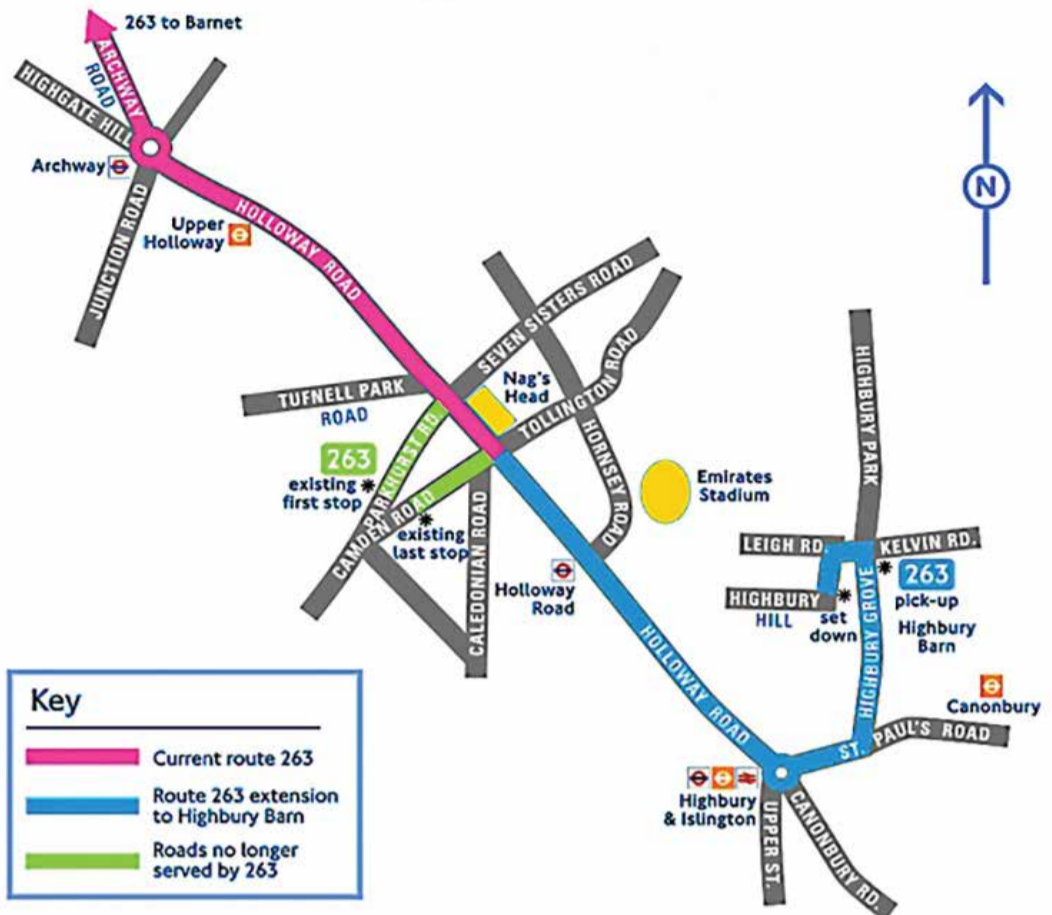 263 to Barnet
ARCHWAY
ROAD
HIGHGATE HILL
Archway
JUNCTION ROAD
Upper
Holloway
HOLLOWAY ROAD
N
SEVEN SISTERS ROAD
TUFNELL PARK
ROAD
Nag's
Head
TOLLINGTON ROAD
HORNSEY ROAD
PARKHURST RD.
263
existing
first stop
CAMDEN ROAD
existing
last stop
CALEDONIAN ROAD
Emirates
Stadium
Holloway
Road
HIGHBURY PARK
LEIGH RD.
KELVIN RD.
HIGHBURY
HILL
set
down
263
pick-up
Highbury
Barn
HIGHBURY GROVE
Canonbury
HOLLOWAY ROAD
ST. PAUL'S ROAD
Highbury
& Islington
UPPER ST.
CANONBURY RD.
Key
Current route 263
Route 263 extension
to Highbury Barn
Roads no longer
served by 263